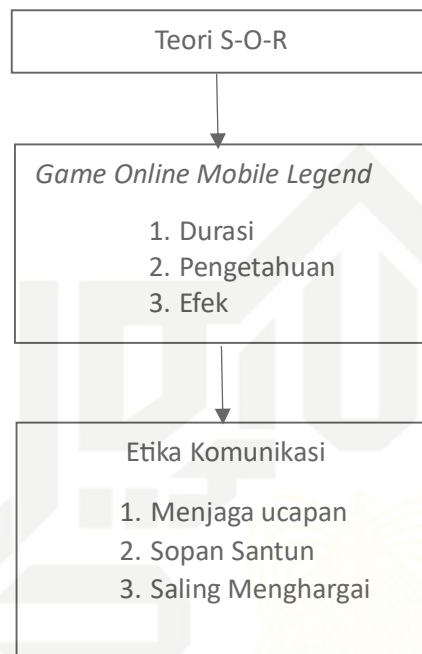 Teori S-O-R
Game Online Mobile Legend
1. Durasi
2. Pengetahuan
3. Efek
Etika Komunikasi
1. Menjaga ucapan
2. Sopan Santun
3. Saling Menghargai